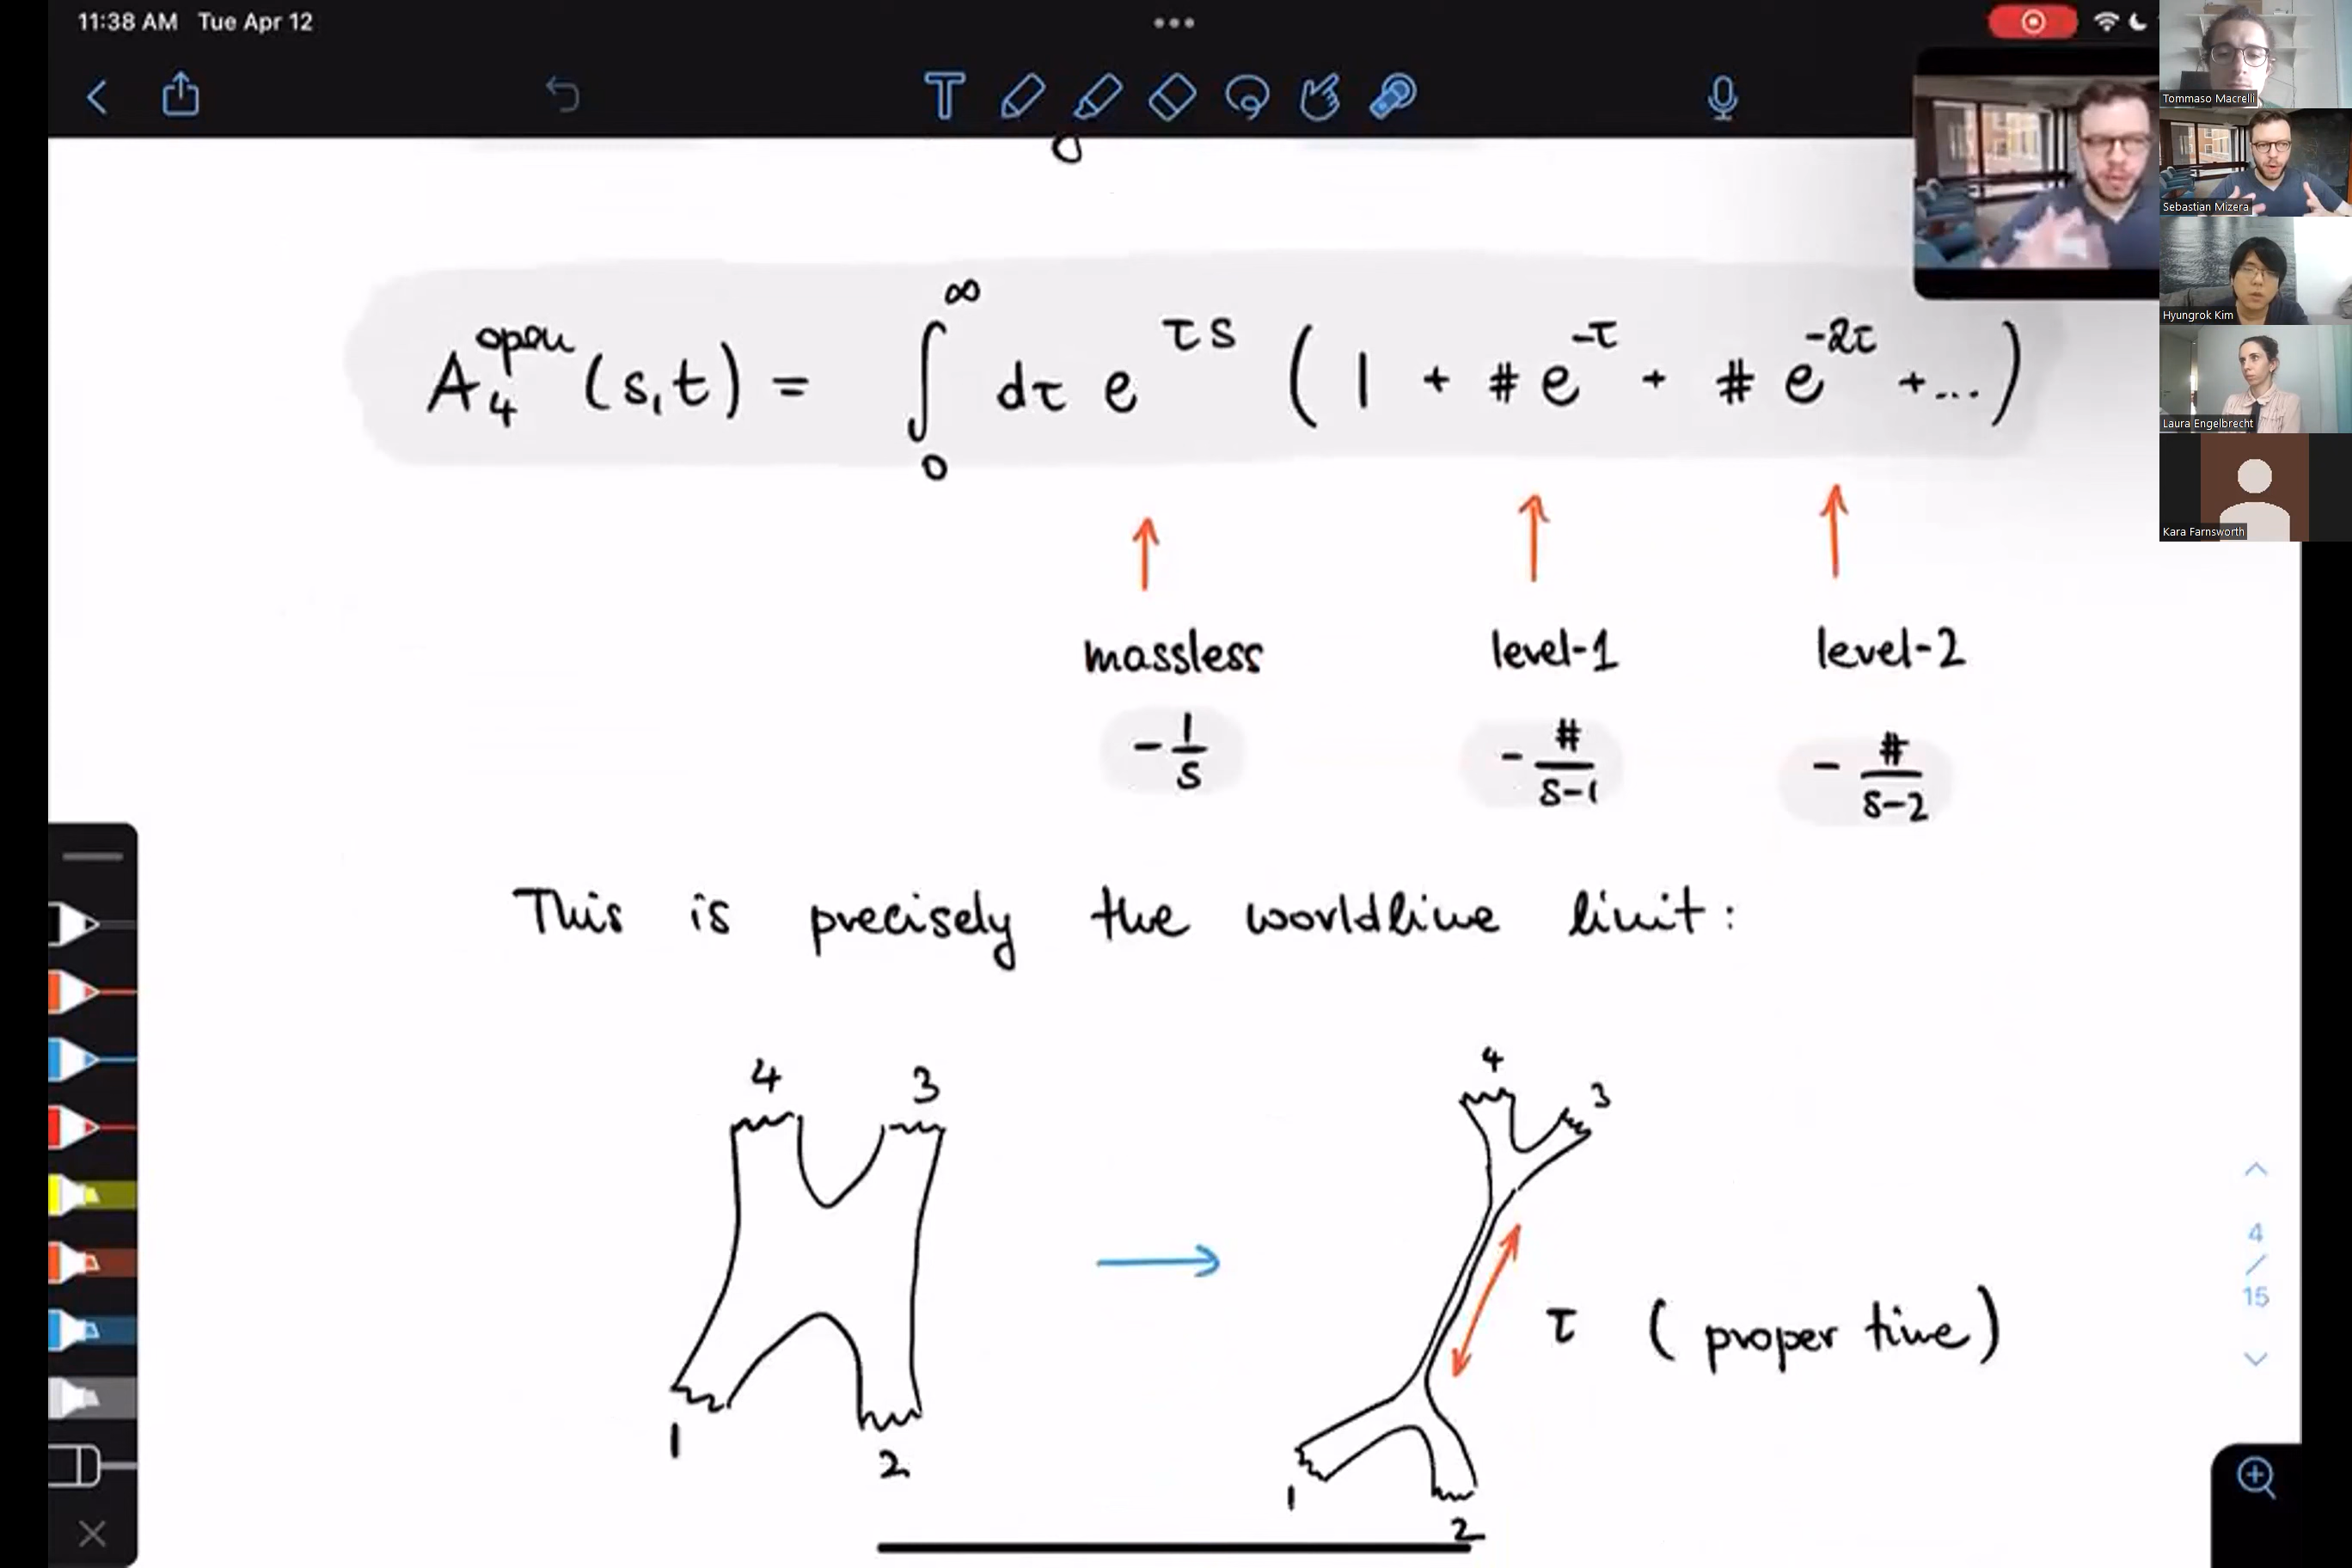 11:38 AM Tue Apr 12
Tommaso Macrelli
Sebastian Mizera
Hyungrok Kim
Laura Engelbrecht
Kara Farnsworth
A₄^open (s,t) = ∫₀^∞ dτ e^{τs} ( 1 + # e^{-τ} + # e^{-2τ} + ... )
massless level-1 level-2
- 1/s - #/(s-1) - #/(s-2)
This is precisely the worldline limit:
4 3
4 3
τ (proper time)
1 2
1 2
4
/
15